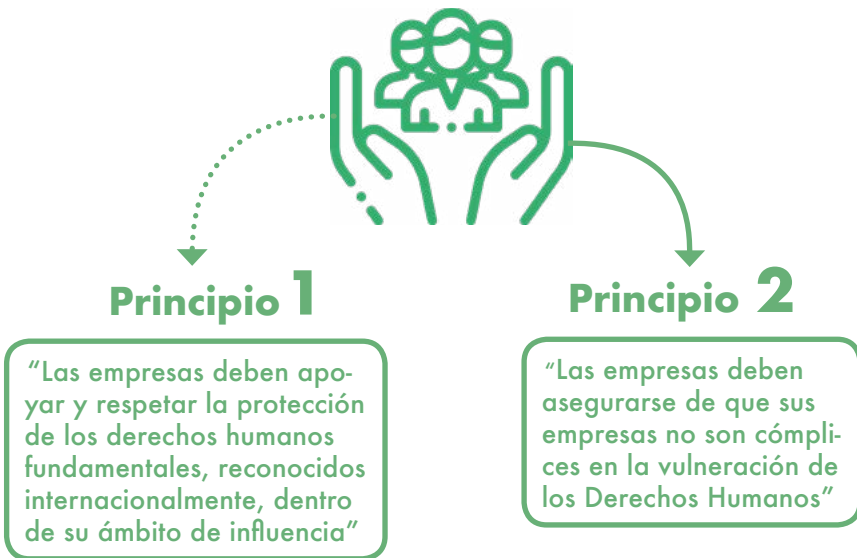 Principio 1
“Las empresas deben apo-
yar y respetar la protección
de los derechos humanos
fundamentales, reconocidos
internacionalmente, dentro
de su ámbito de influencia”
Principio 2
“Las empresas deben
asegurarse de que sus
empresas no son cómpli-
ces en la vulneración de
los Derechos Humanos”